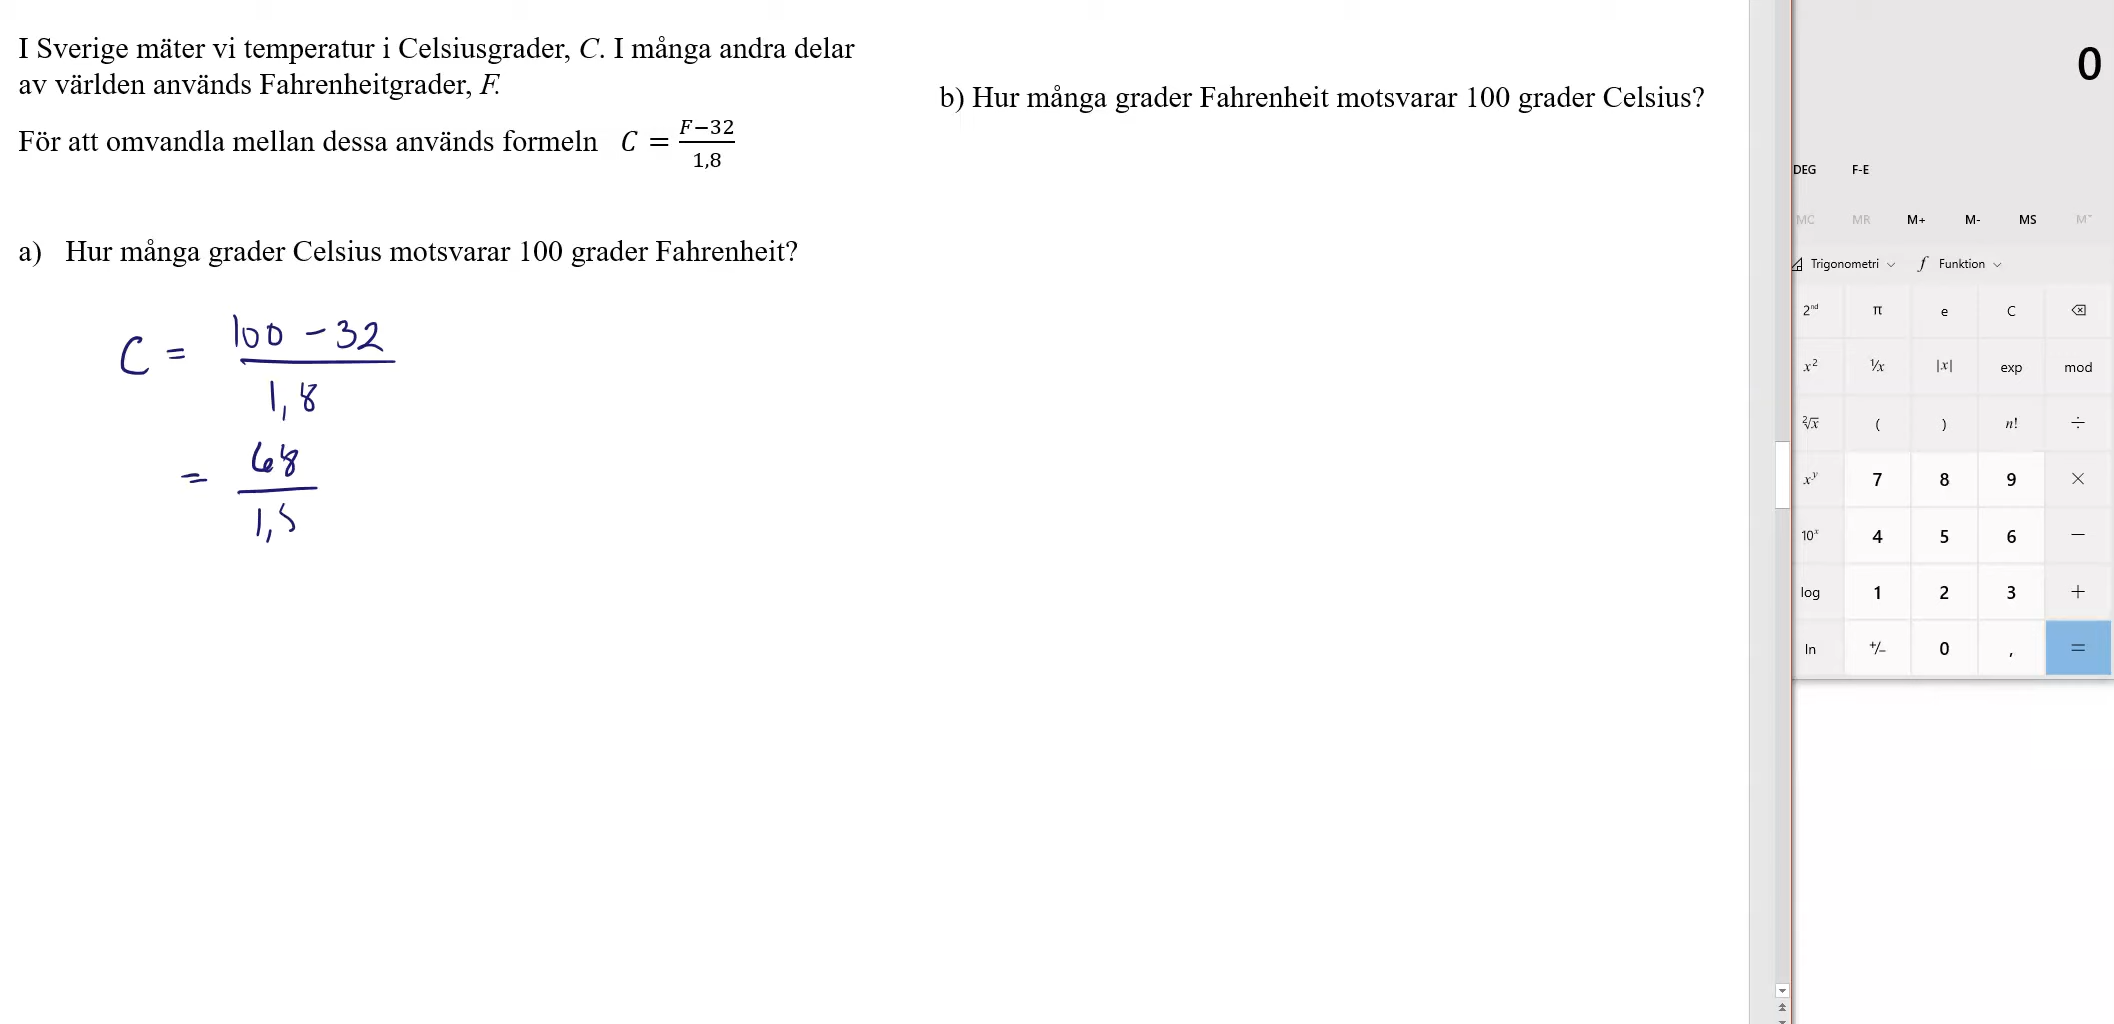 I Sverige mäter vi temperatur i Celsiusgrader, C. I många andra delar
av världen används Fahrenheitgrader, F.
För att omvandla mellan dessa används formeln C = F−32
1,8
a) Hur många grader Celsius motsvarar 100 grader Fahrenheit?
C = 100 − 32
1,8
= 68
1,5
b) Hur många grader Fahrenheit motsvarar 100 grader Celsius?
0
DEG F-E
MC MR M+ M- MS M˅
Trigonometri f Funktion
2ⁿᵈ π e C
x² ¹/x |x| exp mod
²√x ( ) n! ÷
xʸ 7 8 9 ×
10ˣ 4 5 6 −
log 1 2 3 +
ln +/− 0 , =